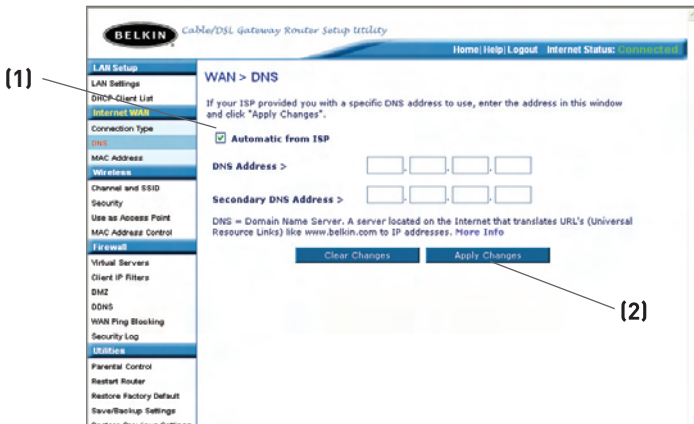 BELKIN Cable/DSL Gateway Router Setup Utility
Home|Help|Logout Internet Status: Connected
LAN Setup
LAN Settings
DHCP Client List
Internet WAN
Connection Type
DNS
MAC Address
Wireless
Channel and SSID
Security
Use as Access Point
MAC Address Control
Firewall
Virtual Servers
Client IP Filters
DMZ
DDNS
WAN Ping Blocking
Security Log
Utilities
Parental Control
Restart Router
Restore Factory Default
Save/Backup Settings
Restore Previous Settings
WAN > DNS
If your ISP provided you with a specific DNS address to use, enter the address in this window
and click "Apply Changes".
(1)
Automatic from ISP
DNS Address >
. . .
Secondary DNS Address >
. . .
DNS = Domain Name Server. A server located on the Internet that translates URL's (Universal
Resource Links) like www.belkin.com to IP addresses. More Info
Clear Changes Apply Changes
(2)